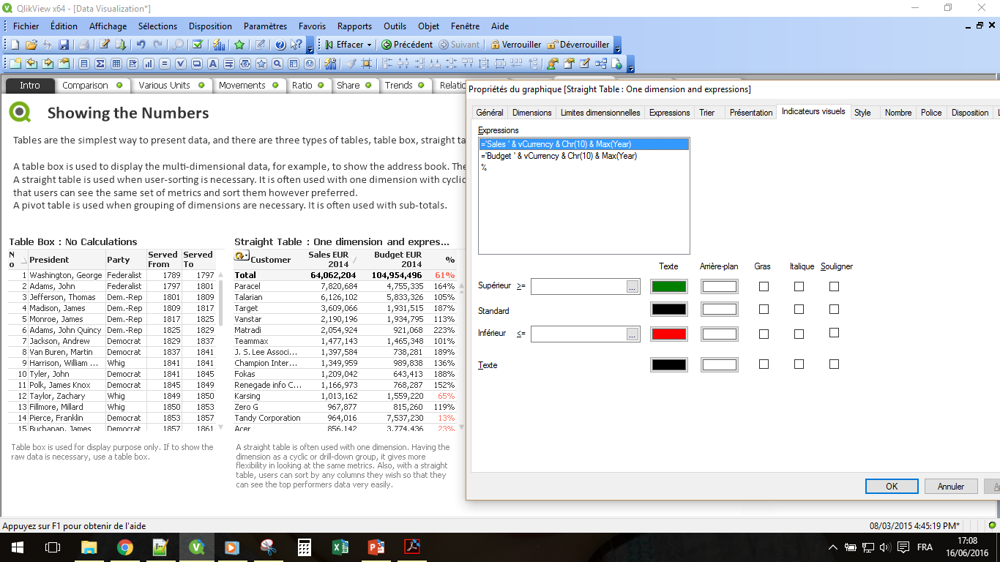 QlikView x64 - [Data Visualization*]
Fichier Édition Affichage Sélections Disposition Paramètres Favoris Rapports Outils Objet Fenêtre Aide
Effacer Précédent Suivant Verrouiller Déverrouiller
Intro Comparison Various Units Movements Ratio Share Trends
Showing the Numbers
Tables are the simplest way to present data, and there are three types of tables, table box, straight ta
A table box is used to display the multi-dimensional data, for example, to show the address book. The
A straight table is used when user-sorting is necessary. It is often used with one dimension with cyclic
that users can see the same set of metrics and sort them however preferred.
A pivot table is used when grouping of dimensions are necessary. It is often used with sub-totals.
Table Box : No Calculations
No President Party Served From Served To
1 Washington, George Federalist 1789 1797
2 Adams, John Federalist 1797 1801
3 Jefferson, Thomas Dem.-Rep 1801 1809
4 Madison, James Dem.-Rep 1809 1817
5 Monroe, James Dem.-Rep 1817 1825
6 Adams, John Quincy Dem.-Rep 1825 1829
7 Jackson, Andrew Democrat 1829 1837
8 Van Buren, Martin Democrat 1837 1841
9 Harrison, William ... Whig 1841 1841
10 Tyler, John Democrat 1841 1845
11 Polk, James Knox Democrat 1845 1849
12 Taylor, Zachary Whig 1849 1850
13 Fillmore, Millard Whig 1850 1853
14 Pierce, Franklin Democrat 1853 1857
15 Buchanan, James Democrat 1857 1861
Table box is used for display purpose only. If to show the
raw data is necessary, use a table box.
Straight Table : One dimension and expres...
Customer Sales EUR 2014 Budget EUR 2014 %
Total 64,062,204 104,954,496 61%
Paracel 7,820,684 4,755,335 164%
Talarian 6,126,102 5,833,326 105%
Target 3,609,066 1,931,515 187%
Vanstar 2,190,196 1,934,795 113%
Matradi 2,054,924 921,068 223%
Teammax 1,477,143 1,465,348 101%
J. S. Lee Associ... 1,397,584 738,281 189%
Champion Inter... 1,349,959 989,838 136%
Fokas 1,209,042 643,413 188%
Renegade info C... 1,166,973 768,287 152%
Karsing 1,013,162 1,559,220 65%
Zero G 967,877 815,260 119%
Tandy Corporation 964,016 7,537,230 13%
Acer 856,142 3,774,436 23%
A straight table is often used with one dimension. Having the
dimension as a cyclic or drill-down group, it gives more
flexibility in looking at the same metrics. Also, with a straight
table, users can sort by any columns they wish so that they
can see the top performers data very easily.
Propriétés du graphique [Straight Table : One dimension and expressions]
Général Dimensions Limites dimensionnelles Expressions Trier Présentation Indicateurs visuels Style Nombre Police Disposition
Expressions
='Sales ' & vCurrency & Chr(10) & Max(Year)
='Budget ' & vCurrency & Chr(10) & Max(Year)
%
Texte Arrière-plan Gras Italique Souligner
Supérieur >= ...
Standard
Inférieur <= ...
Texte
OK Annuler
Appuyez sur F1 pour obtenir de l'aide
08/03/2015 4:45:19 PM*
FRA
17:08
16/06/2016